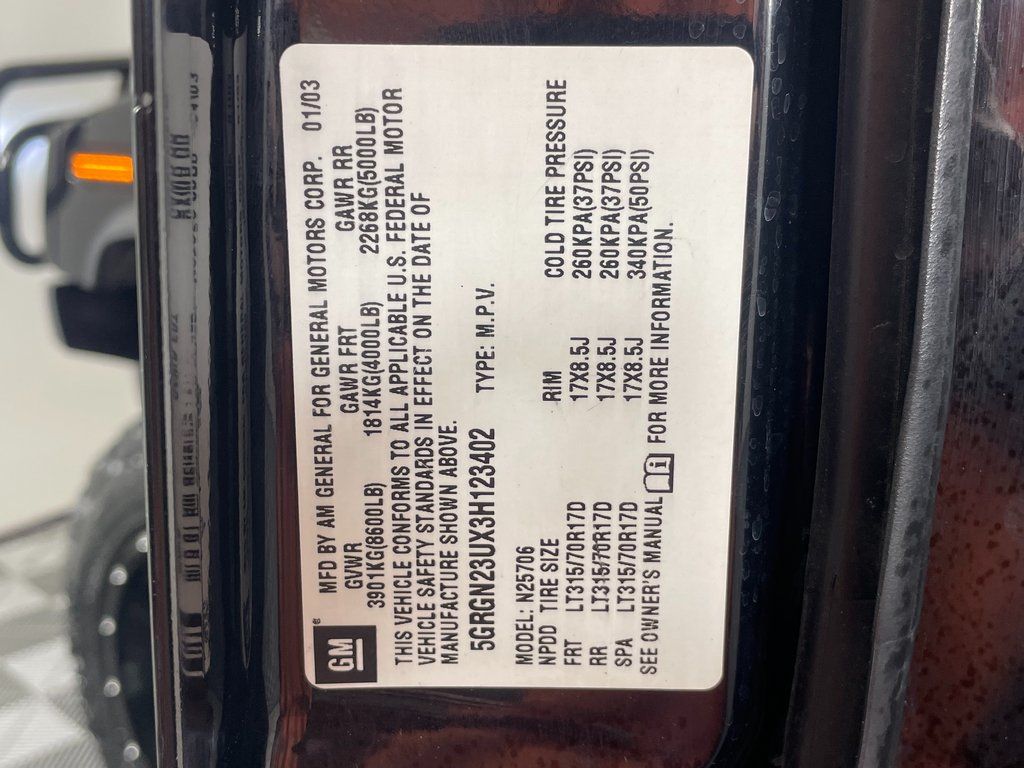 GM®
MFD BY AM GENERAL FOR GENERAL MOTORS CORP. 01/03
GVWR GAWR FRT GAWR RR
3901KG(8600LB) 1814KG(4000LB) 2268KG(5000LB)
THIS VEHICLE CONFORMS TO ALL APPLICABLE U.S. FEDERAL MOTOR
VEHICLE SAFETY STANDARDS IN EFFECT ON THE DATE OF
MANUFACTURE SHOWN ABOVE.
5GRGN23UX3H123402 TYPE: M.P.V.
MODEL: N25706
NPDD TIRE SIZE RIM COLD TIRE PRESSURE
FRT LT315/70R17D 17X8.5J 260KPA(37PSI)
RR LT315/70R17D 17X8.5J 260KPA(37PSI)
SPA LT315/70R17D 17X8.5J 340KPA(50PSI)
SEE OWNER'S MANUAL FOR MORE INFORMATION.